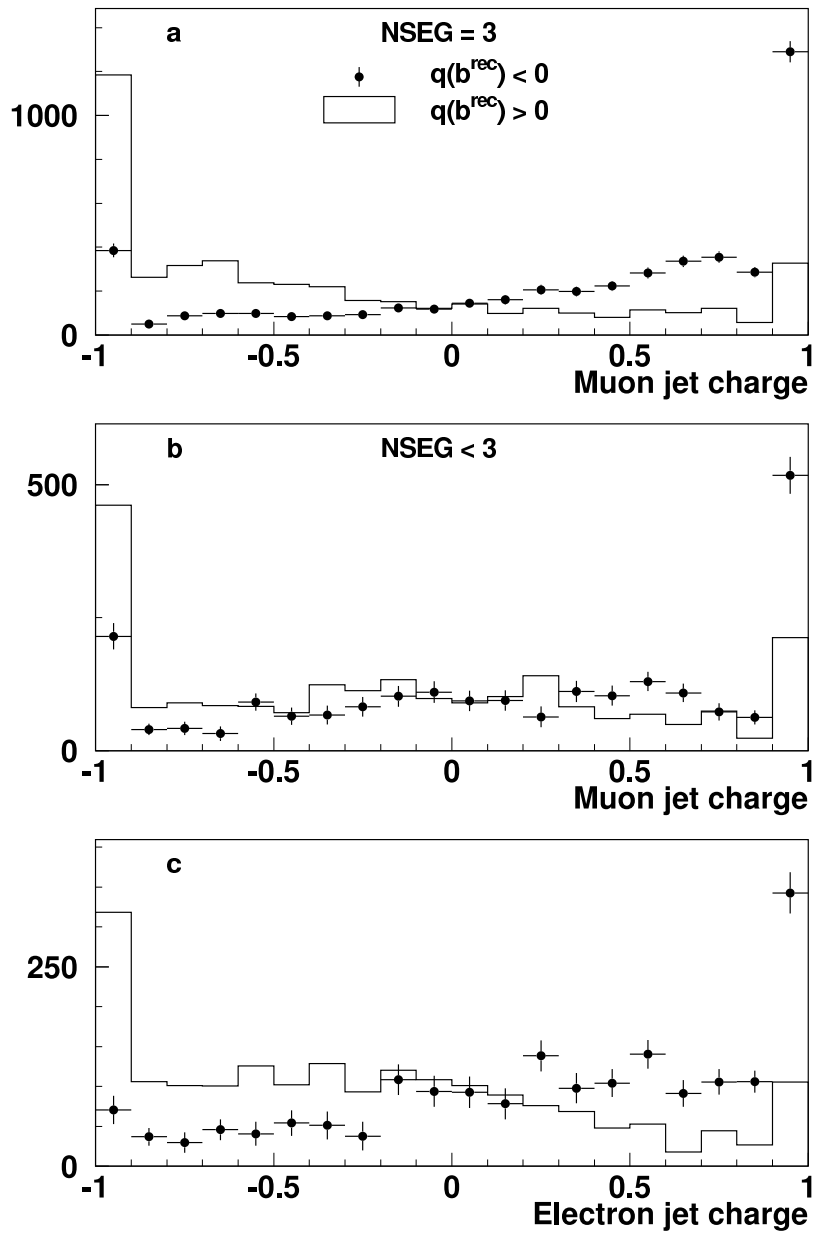 a NSEG = 3
q(b^rec) < 0
q(b^rec) > 0
1000
0
-1 -0.5 0 0.5 1
Muon jet charge
b NSEG < 3
500
0
-1 -0.5 0 0.5 1
Muon jet charge
c
250
0
-1 -0.5 0 0.5 1
Electron jet charge